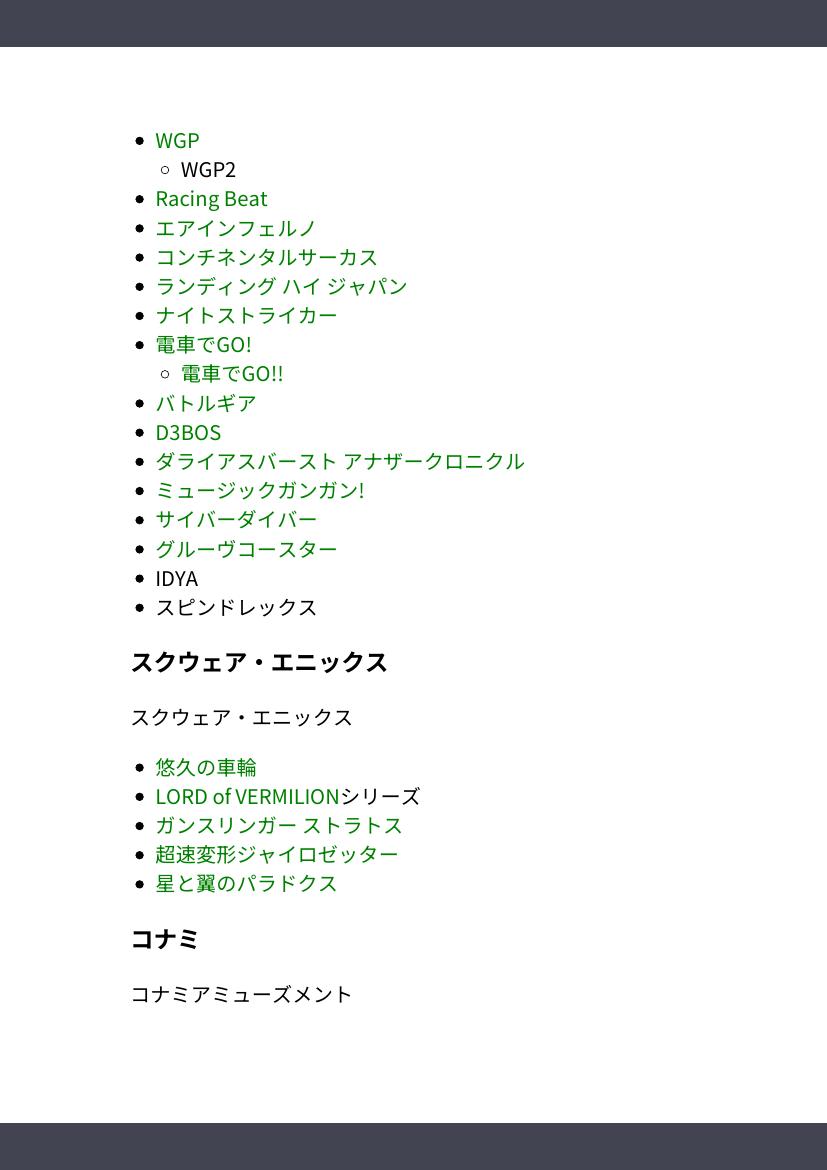 WGP
WGP2
Racing Beat
エアインフェルノ
コンチネンタルサーカス
ランディング ハイ ジャパン
ナイトストライカー
電車でGO!
電車でGO!!
バトルギア
D3BOS
ダライアスバースト アナザークロニクル
ミュージックガンガン!
サイバーダイバー
グルーヴコースター
IDYA
スピンドレックス
スクウェア・エニックス
スクウェア・エニックス
悠久の車輪
LORD of VERMILIONシリーズ
ガンスリンガー ストラトス
超速変形ジャイロゼッター
星と翼のパラドクス
コナミ
コナミアミューズメント